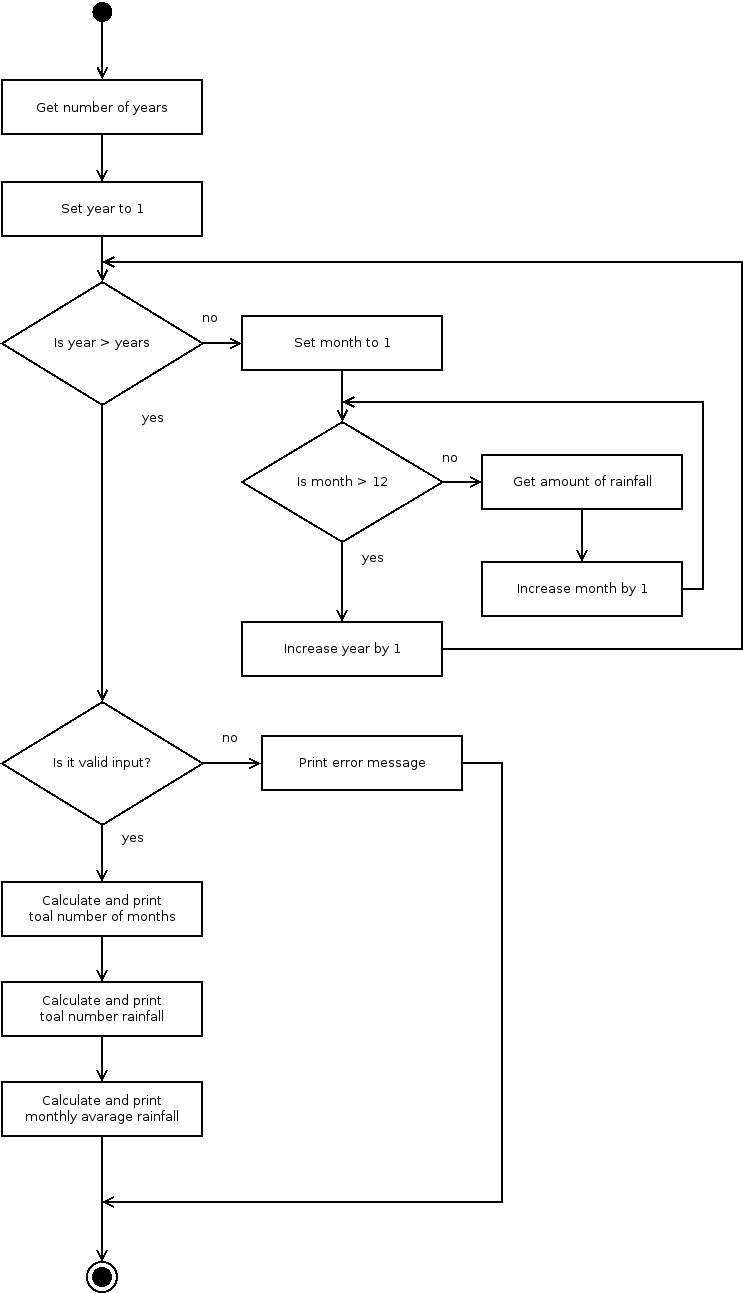 Get number of years
Set year to 1
Is year > years
no
Set month to 1
yes
Is month > 12
no
Get amount of rainfall
yes
Increase month by 1
Increase year by 1
Is it valid input?
no
Print error message
yes
Calculate and print
toal number of months
Calculate and print
toal number rainfall
Calculate and print
monthly avarage rainfall